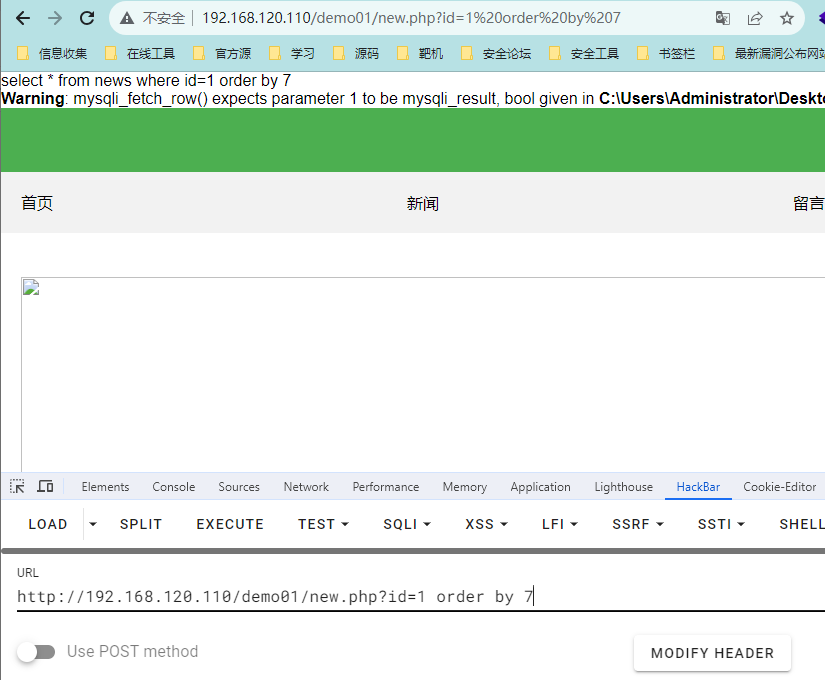 不安全 192.168.120.110/demo01/new.php?id=1%20order%20by%207
信息收集 在线工具 官方源 学习 源码 靶机 安全论坛 安全工具 书签栏 最新漏洞公布网站
select * from news where id=1 order by 7
Warning: mysqli_fetch_row() expects parameter 1 to be mysqli_result, bool given in C:\Users\Administrator\Deskto
首页 新闻 留言
Elements Console Sources Network Performance Memory Application Lighthouse HackBar Cookie-Editor
LOAD SPLIT EXECUTE TEST SQLI XSS LFI SSRF SSTI SHELL
URL
http://192.168.120.110/demo01/new.php?id=1 order by 7
Use POST method MODIFY HEADER